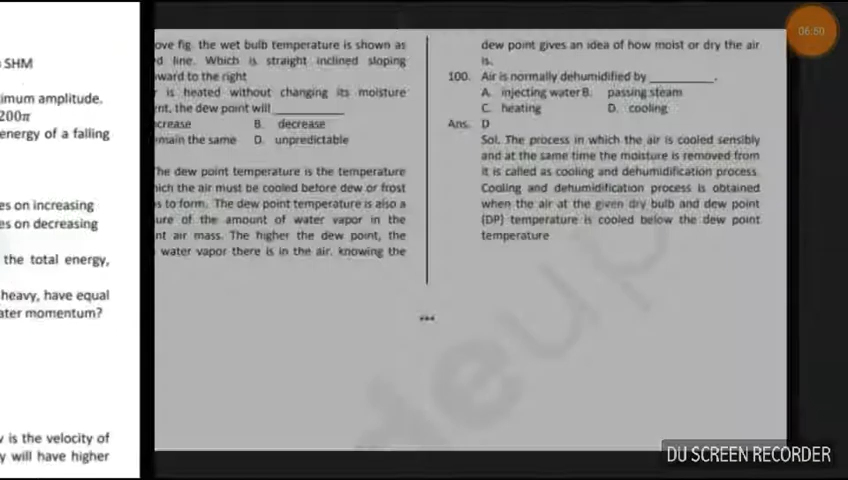 SHM
imum amplitude.
200π
energy of a falling
es on increasing
es on decreasing
the total energy,
heavy, have equal
ater momentum?
v is the velocity of
y will have higher
ove fig. the wet bulb temperature is shown as
d line. Which is straight inclined sloping
ward to the right
r is heated without changing its moisture
nt, the dew point will __________
crease B. decrease
emain the same D. unpredictable
he dew point temperature is the temperature
hich the air must be cooled before dew or frost
s to form. The dew point temperature is also a
ure of the amount of water vapor in the
nt air mass. The higher the dew point, the
water vapor there is in the air. knowing the
dew point gives an idea of how moist or dry the air
is.
100. Air is normally dehumidified by _________.
A. injecting water B. passing steam
C. heating D. cooling
Ans. D
Sol. The process in which the air is cooled sensibly
and at the same time the moisture is removed from
it is called as cooling and dehumidification process.
Cooling and dehumidification process is obtained
when the air at the given dry bulb and dew point
(DP) temperature is cooled below the dew point
temperature
***
deup
06:50
DU SCREEN RECORDER